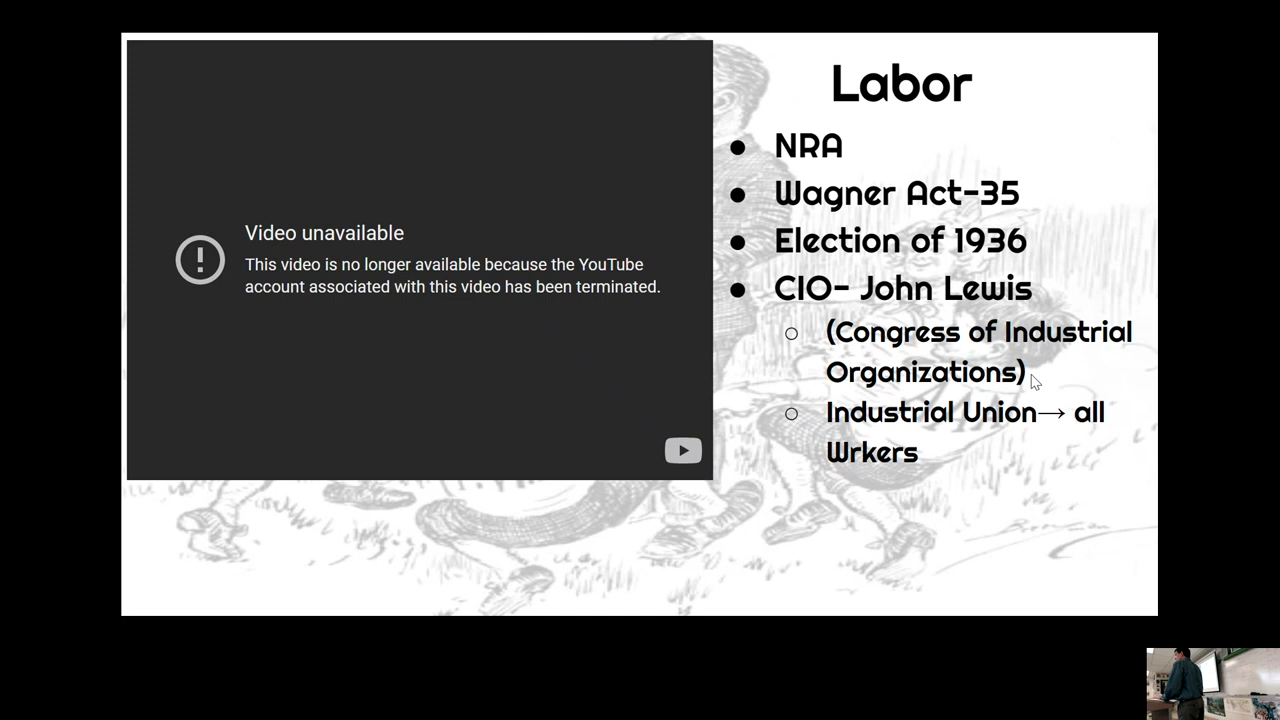 Video unavailable
This video is no longer available because the YouTube
account associated with this video has been terminated.
Labor
● NRA
● Wagner Act-35
● Election of 1936
● CIO- John Lewis
○ (Congress of Industrial
Organizations)
○ Industrial Union→ all
Wrkers